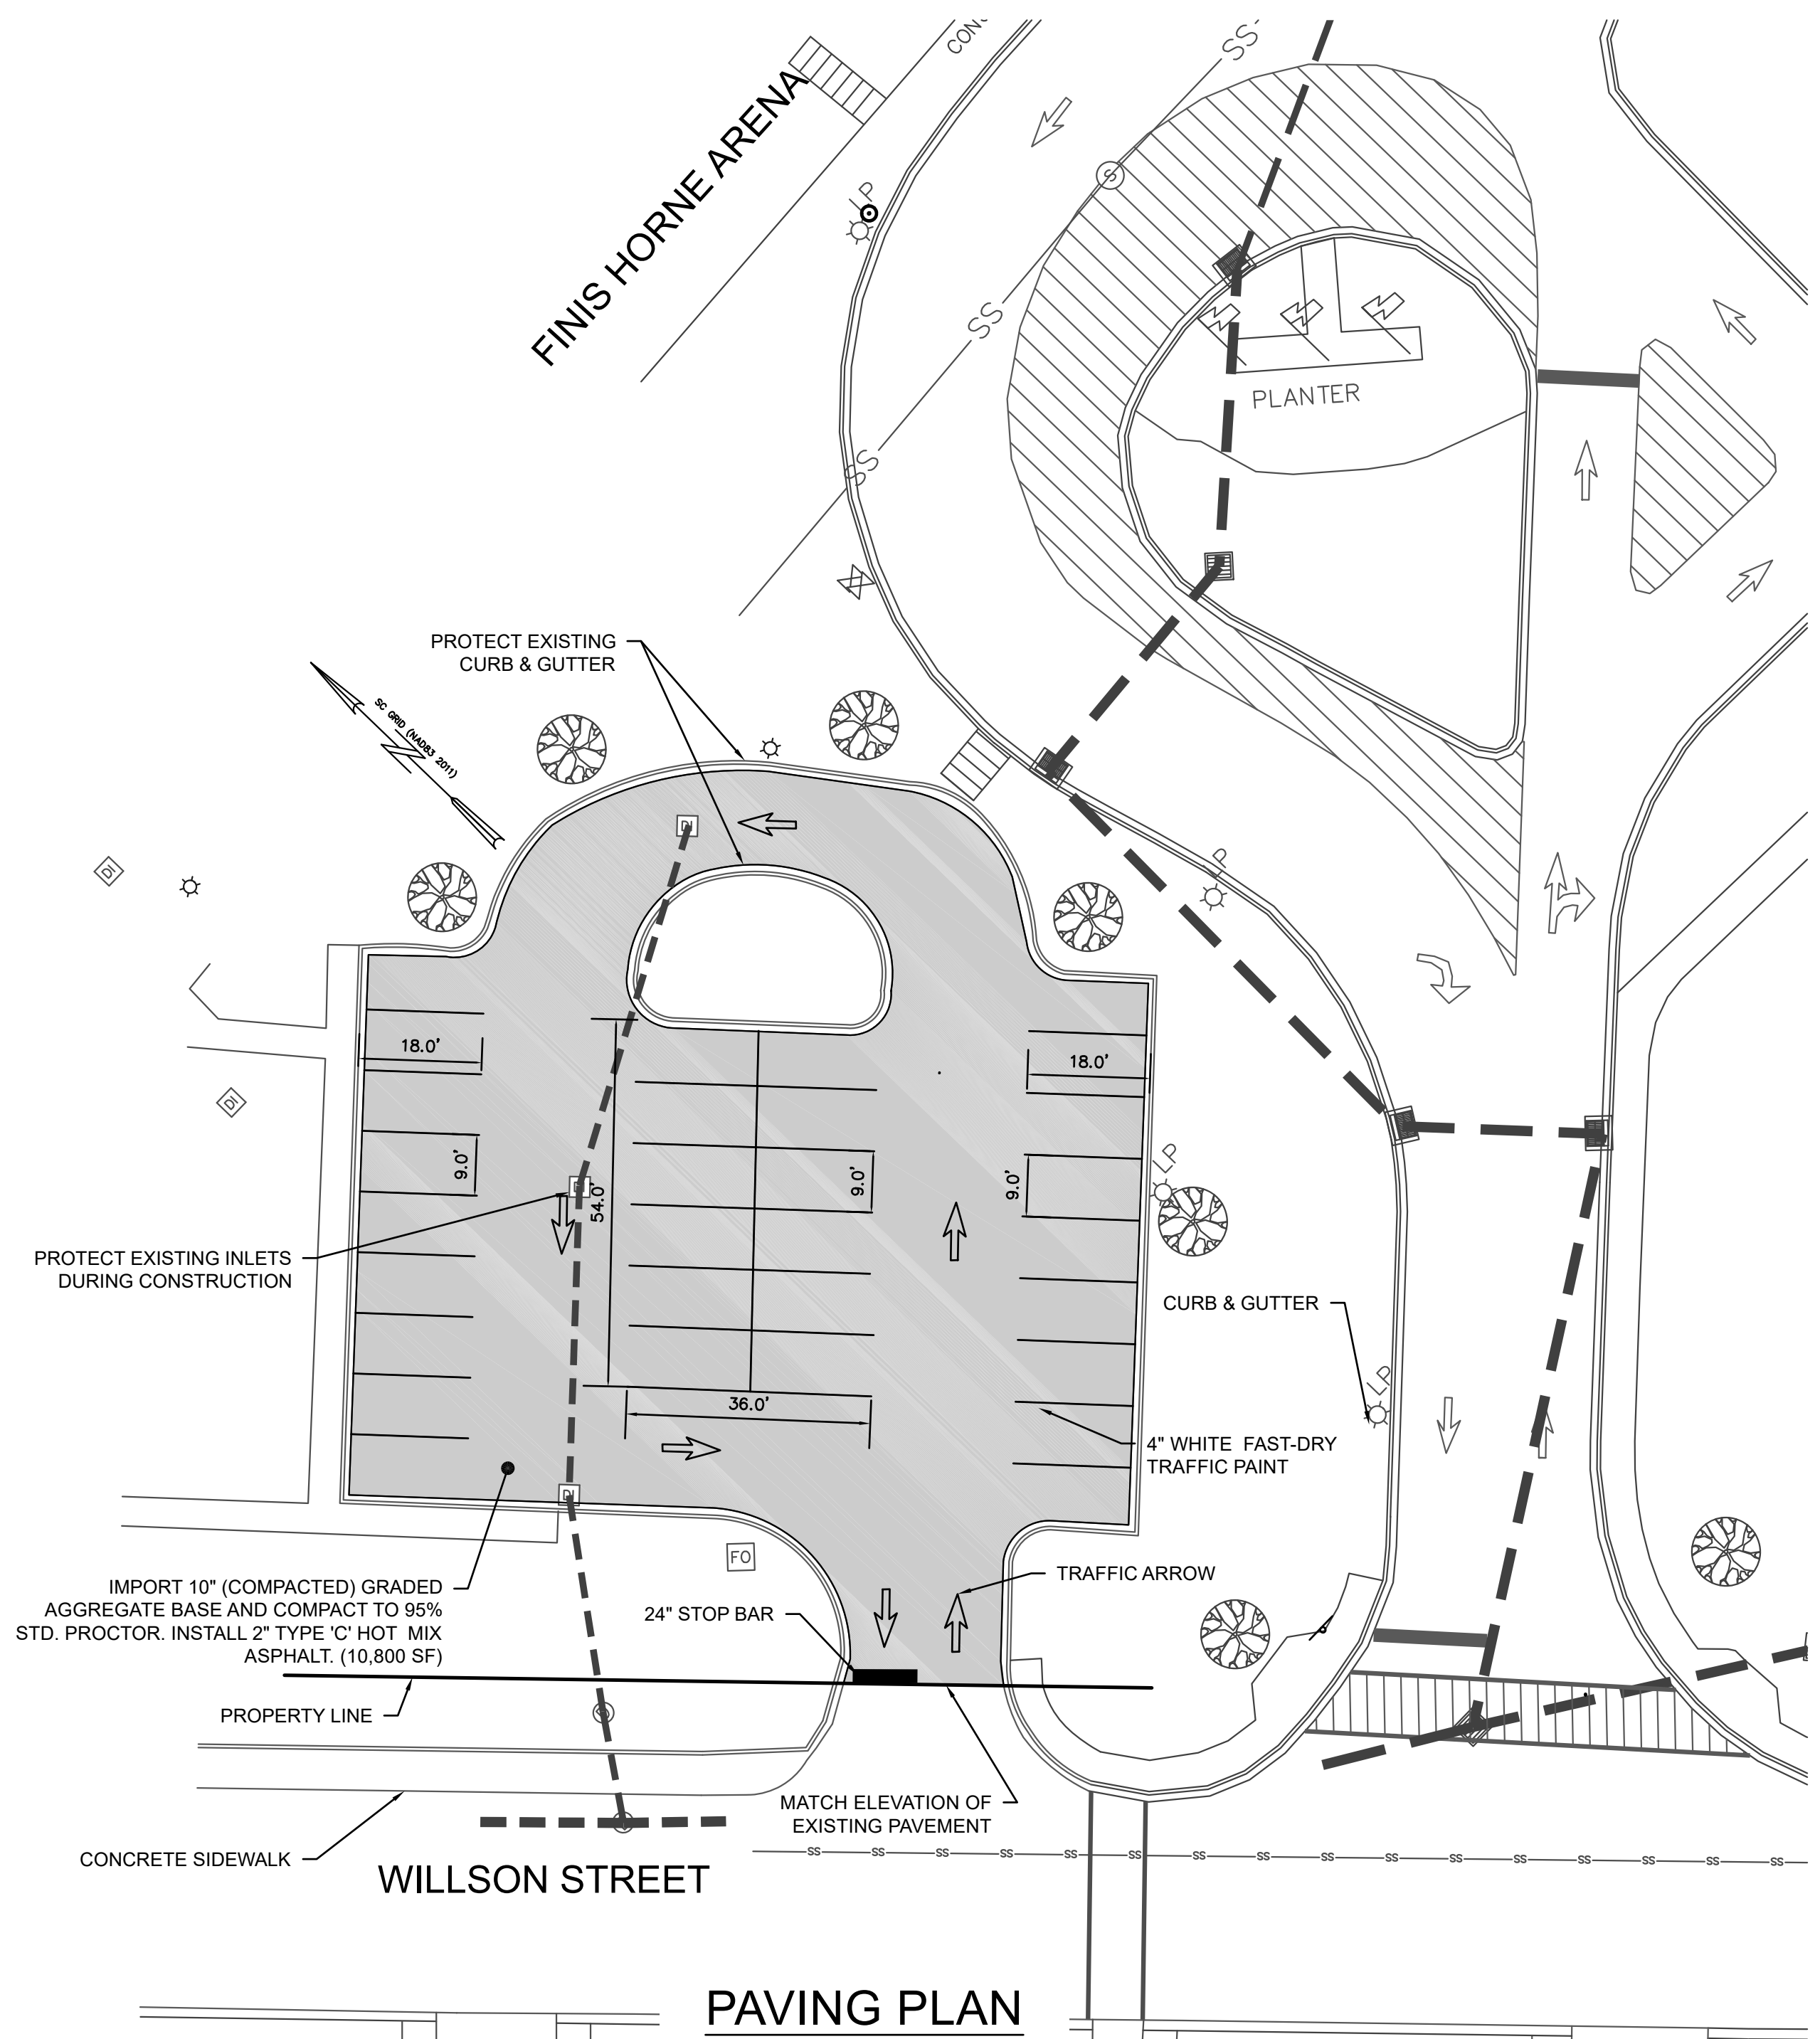 CON
SS
FINIS HORNE ARENA
S
LP
SS
PLANTER
SS
PROTECT EXISTING
CURB & GUTTER
SC GRID (NAD83 2011)
DI
DI
LP
18.0'
18.0'
DI
9.0'
9.0'
9.0'
LP
54.0'
PROTECT EXISTING INLETS
DURING CONSTRUCTION
CURB & GUTTER
LP
36.0'
4" WHITE FAST-DRY
TRAFFIC PAINT
DI
FO
IMPORT 10" (COMPACTED) GRADED
AGGREGATE BASE AND COMPACT TO 95%
STD. PROCTOR. INSTALL 2" TYPE 'C' HOT MIX
ASPHALT. (10,800 SF)
TRAFFIC ARROW
24" STOP BAR
PROPERTY LINE
MATCH ELEVATION OF
EXISTING PAVEMENT
CONCRETE SIDEWALK
SS SS SS SS SS SS SS SS SS SS SS SS SS SS SS SS
WILLSON STREET
PAVING PLAN